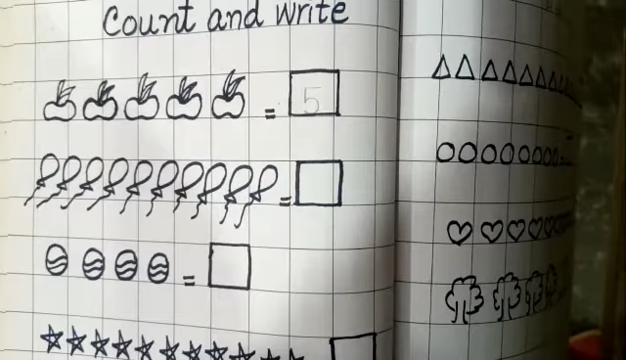 Count and write
= 5
=
=